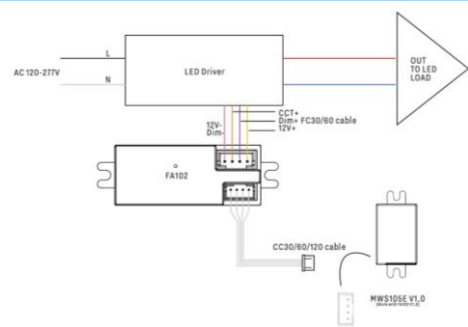 L
AC 120-277V
N
LED Driver
OUT
TO LED
LOAD
CCT+
Dim+ FC30/60 cable
12V+
12V-
Dim-
FA102
CC30/60/120 cable
MWS105E V1.0